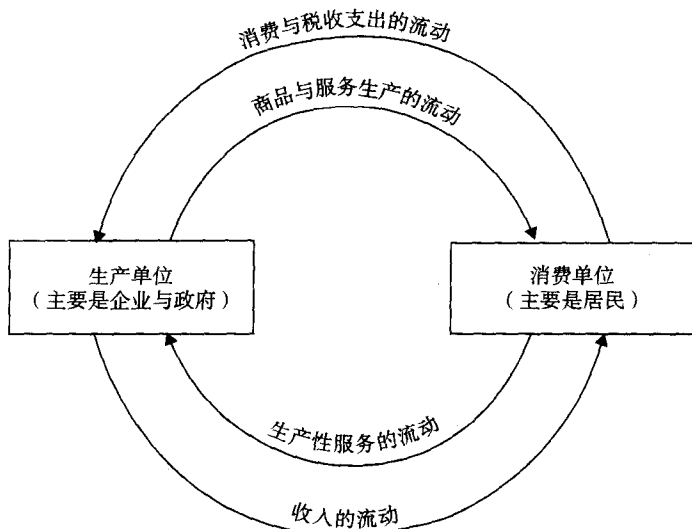 消费与税收支出的流动
商品与服务生产的流动
生产单位
（主要是企业与政府）
消费单位
（主要是居民）
生产性服务的流动
收入的流动